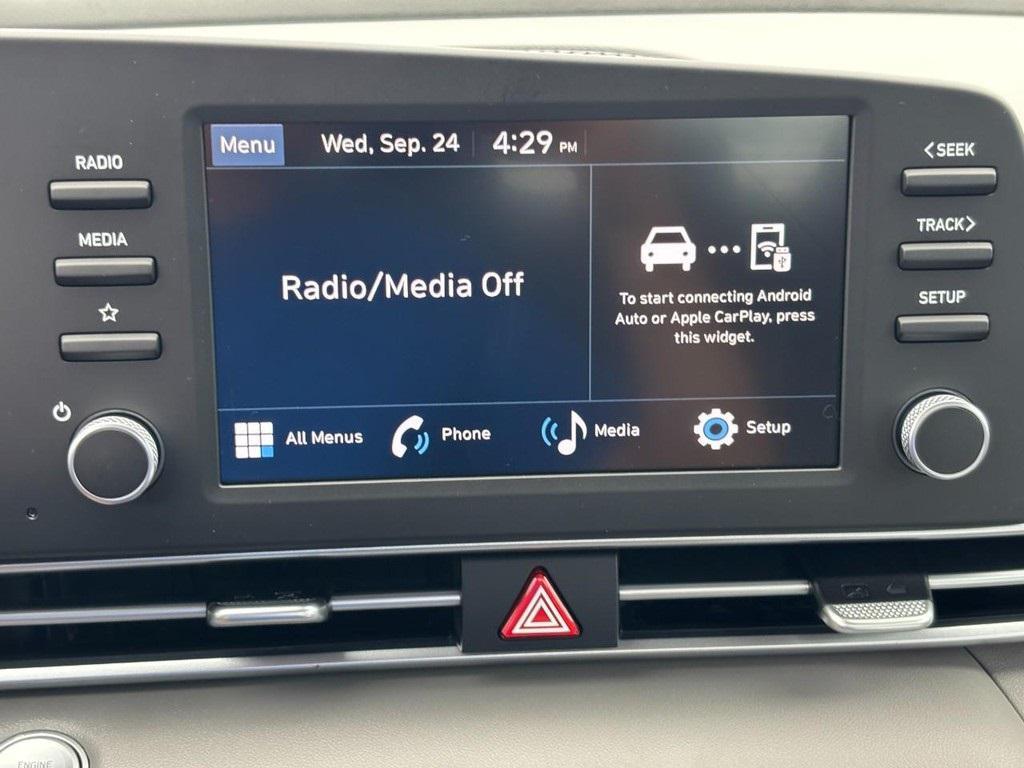 Menu Wed, Sep. 24 4:29 PM
RADIO
MEDIA
<SEEK
TRACK>
SETUP
Radio/Media Off
To start connecting Android
Auto or Apple CarPlay, press
this widget.
All Menus Phone Media Setup
ENGINE